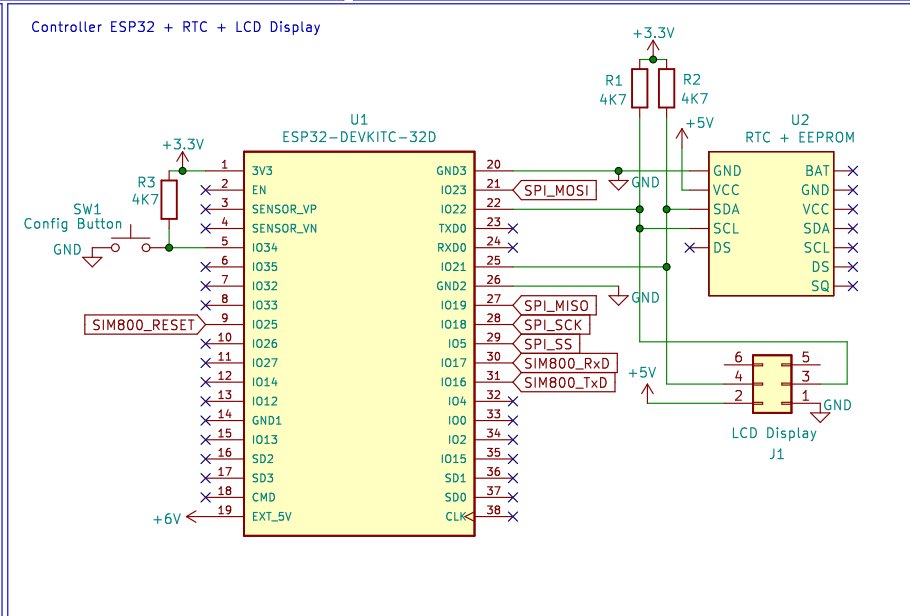 Controller ESP32 + RTC + LCD Display
+3.3V
R1
4K7
R2
4K7
+5V
U2
RTC + EEPROM
GND
VCC
SDA
SCL
DS
BAT
GND
VCC
SDA
SCL
DS
SQ
U1
ESP32-DEVKITC-32D
+3.3V
R3
4K7
SW1
Config Button
GND
1 3V3
2 EN
3 SENSOR_VP
4 SENSOR_VN
5 IO34
6 IO35
7 IO32
8 IO33
SIM800_RESET 9 IO25
10 IO26
11 IO27
12 IO14
13 IO12
14 GND1
15 IO13
16 SD2
17 SD3
18 CMD
+6V 19 EXT_5V
GND3 20 GND
IO23 21 SPI_MOSI
IO22 22
TXD0 23
RXD0 24
IO21 25
GND2 26 GND
IO19 27 SPI_MISO
IO18 28 SPI_SCK
IO5 29 SPI_SS
IO17 30 SIM800_RxD
IO16 31 SIM800_TxD
IO4 32
IO0 33
IO2 34
IO15 35
SD1 36
SD0 37
CLK 38
+5V
6 5
4 3
2 1
GND
LCD Display
J1